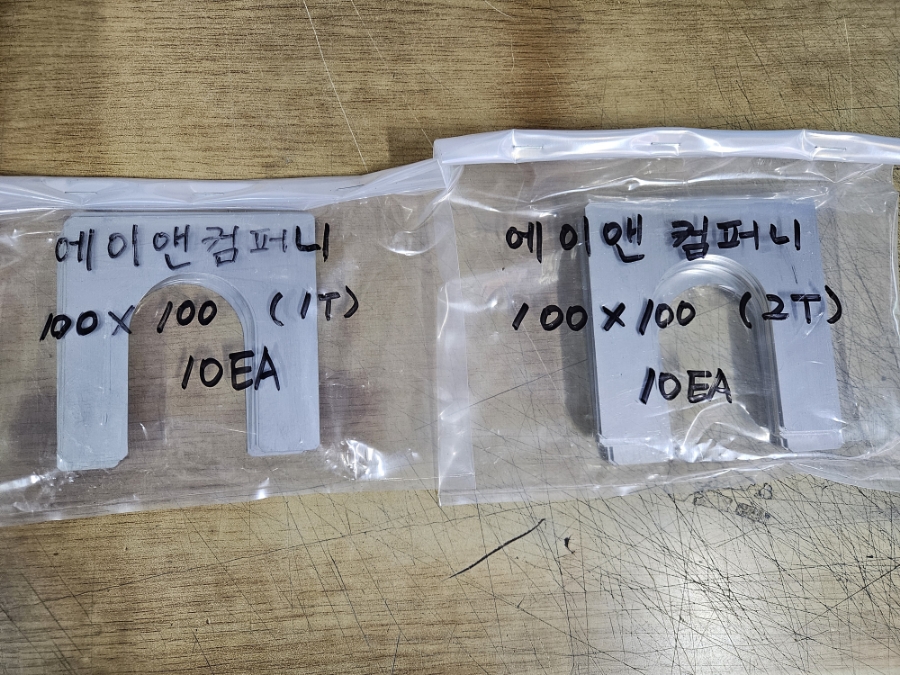 에이앤컴퍼니
100 x 100 (1T)
10EA
에이앤 컴퍼니
100 x 100 (2T)
10EA